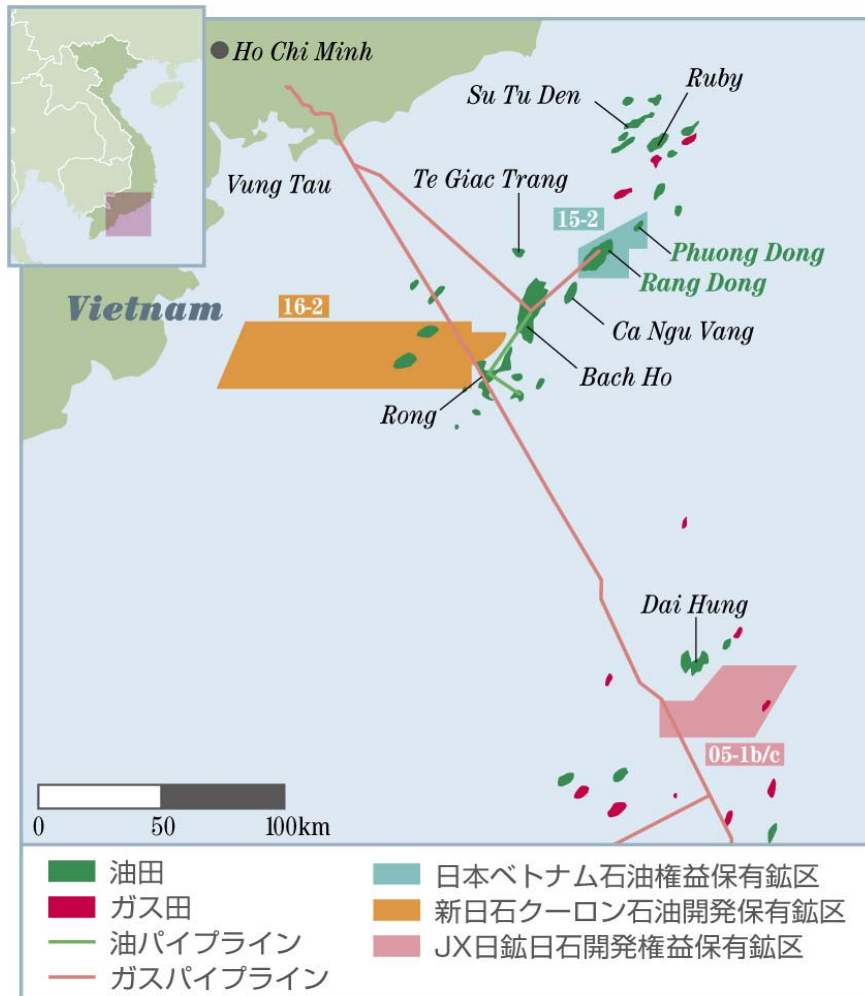 Ho Chi Minh
Su Tu Den
Ruby
Vung Tau
Te Giac Trang
15-2
Phuong Dong
Rang Dong
Vietnam
16-2
Ca Ngu Vang
Bach Ho
Rong
Dai Hung
05-1b/c
0 50 100km
油田
ガス田
油パイプライン
ガスパイプライン
日本ベトナム石油権益保有鉱区
新日石クーロン石油開発保有鉱区
JX日鉱日石開発権益保有鉱区